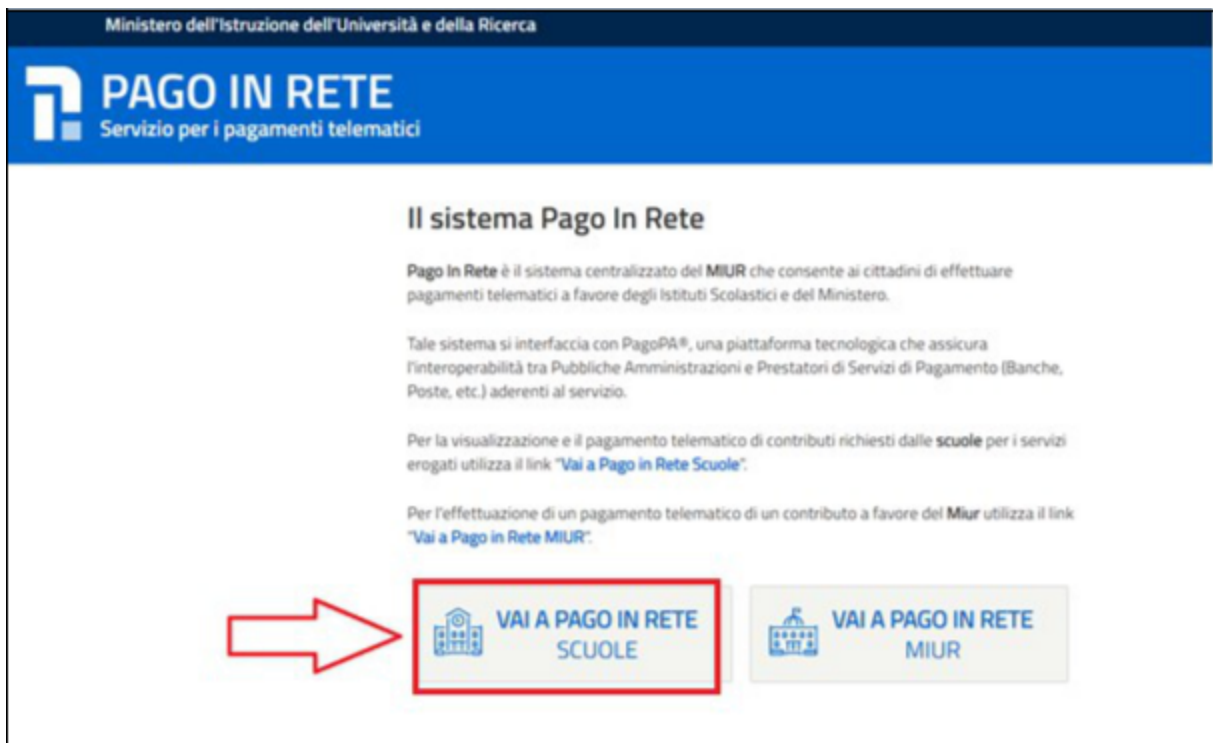 Ministero dell'Istruzione dell'Università e della Ricerca
PAGO IN RETE
Servizio per i pagamenti telematici
Il sistema Pago In Rete
Pago In Rete è il sistema centralizzato del MIUR che consente ai cittadini di effettuare
pagamenti telematici a favore degli Istituti Scolastici e del Ministero.
Tale sistema si interfaccia con PagoPA®, una piattaforma tecnologica che assicura
l'interoperabilità tra Pubbliche Amministrazioni e Prestatori di Servizi di Pagamento (Banche,
Poste, etc.) aderenti al servizio.
Per la visualizzazione e il pagamento telematico di contributi richiesti dalle scuole per i servizi
erogati utilizza il link "Vai a Pago in Rete Scuole".
Per l'effettuazione di un pagamento telematico di un contributo a favore del Miur utilizza il link
"Vai a Pago in Rete MIUR".
VAI A PAGO IN RETE
SCUOLE
VAI A PAGO IN RETE
MIUR